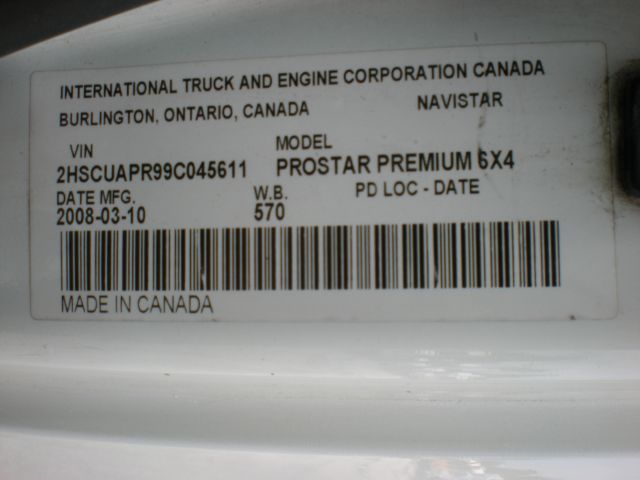 INTERNATIONAL TRUCK AND ENGINE CORPORATION CANADA
BURLINGTON, ONTARIO, CANADA NAVISTAR
VIN MODEL
2HSCUAPR99C045611 PROSTAR PREMIUM 6X4
DATE MFG. W.B. PD LOC - DATE
2008-03-10 570
MADE IN CANADA